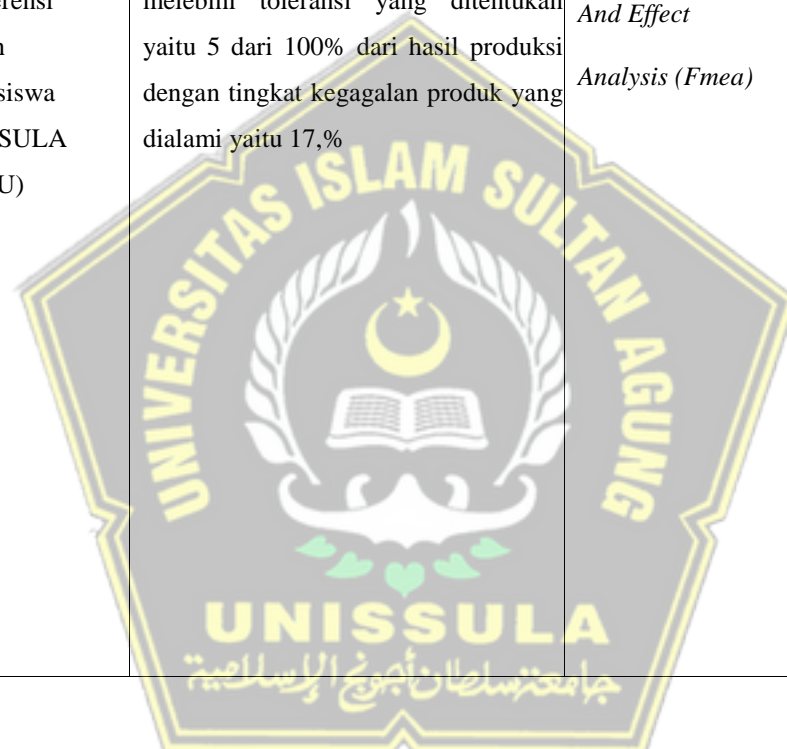 melebihi toleransi yang ditentukan
yaitu 5 dari 100% dari hasil produksi
dengan tingkat kegagalan produk yang
dialami yaitu 17,%
And Effect
Analysis (Fmea)
siswa
SULA
U)
UNIVERSITAS ISLAM SULTAN AGUNG
UNISSULA
جامعة سلطان أجونج الإسلامية